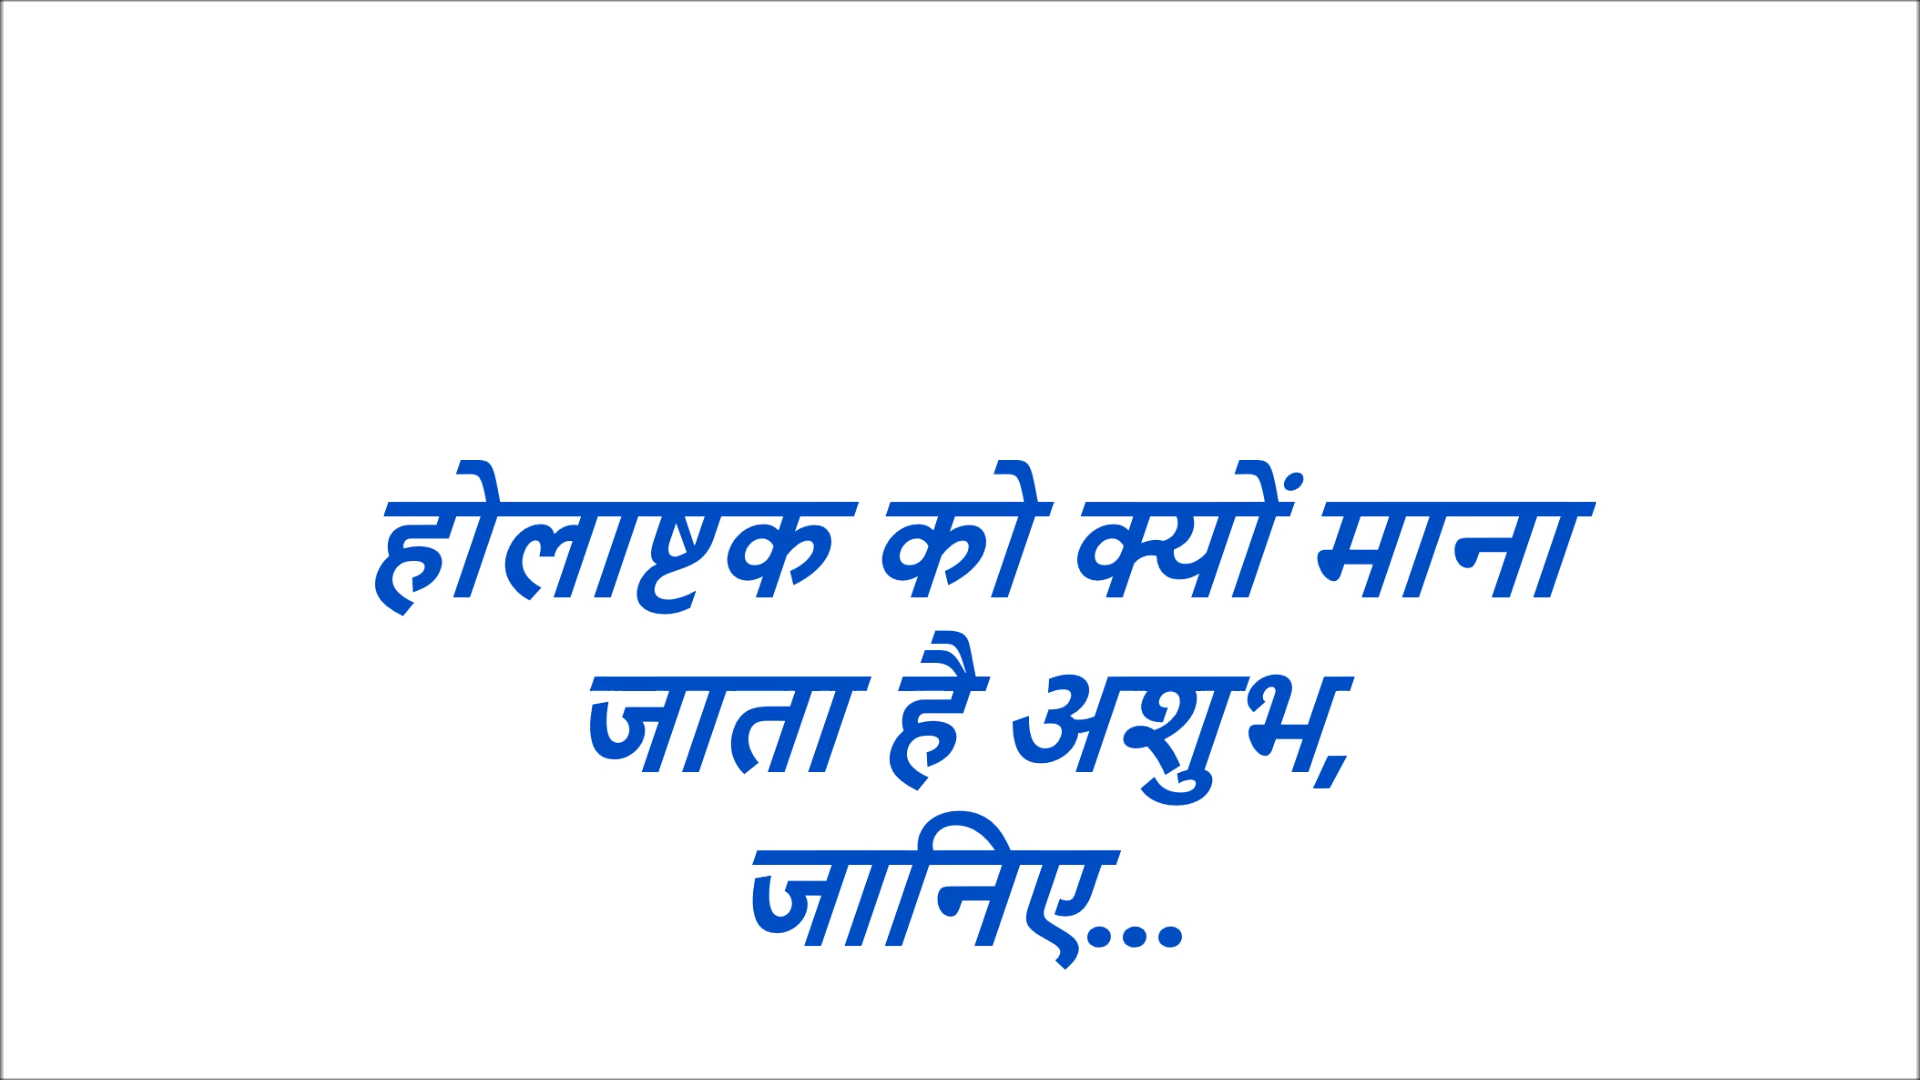 होलाष्टक को क्यों माना
जाता है अशुभ,
जानिए...